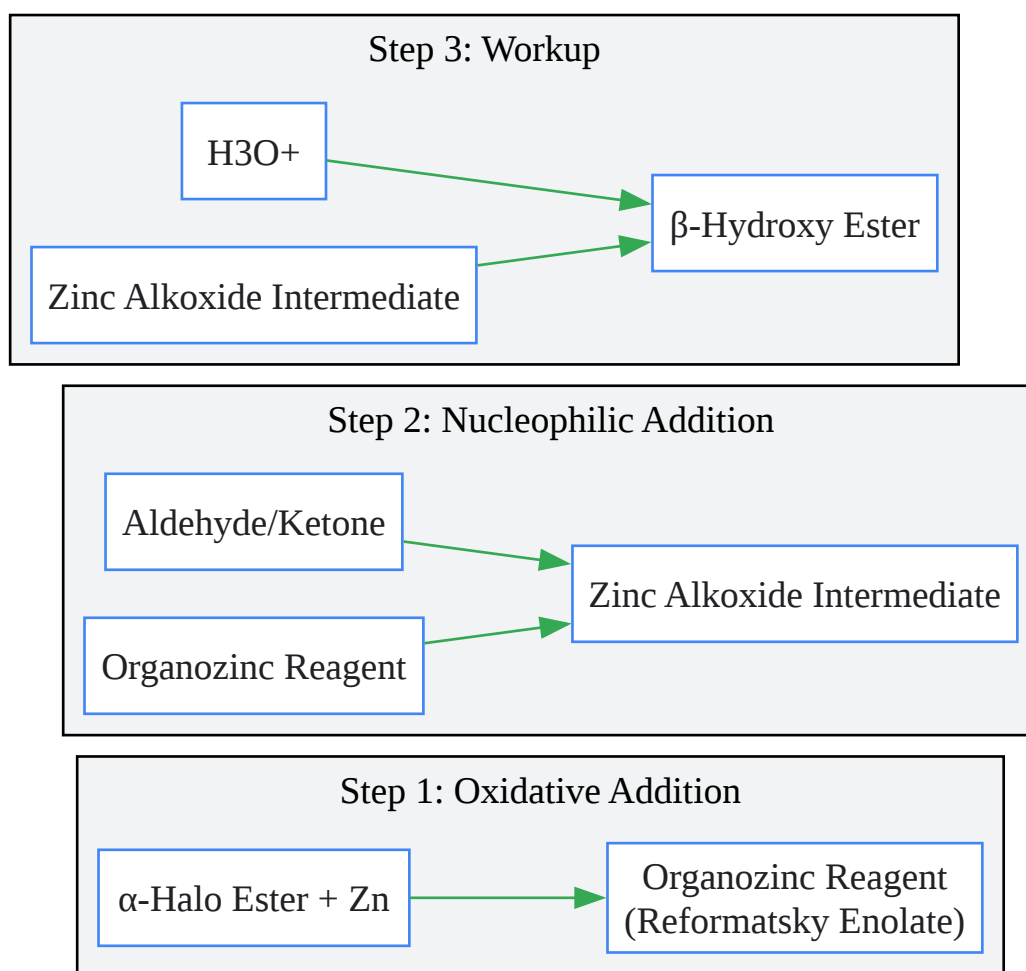 Step 3: Workup
H3O+
β-Hydroxy Ester
Zinc Alkoxide Intermediate
Step 2: Nucleophilic Addition
Aldehyde/Ketone
Zinc Alkoxide Intermediate
Organozinc Reagent
Step 1: Oxidative Addition
α-Halo Ester + Zn
Organozinc Reagent
(Reformatsky Enolate)